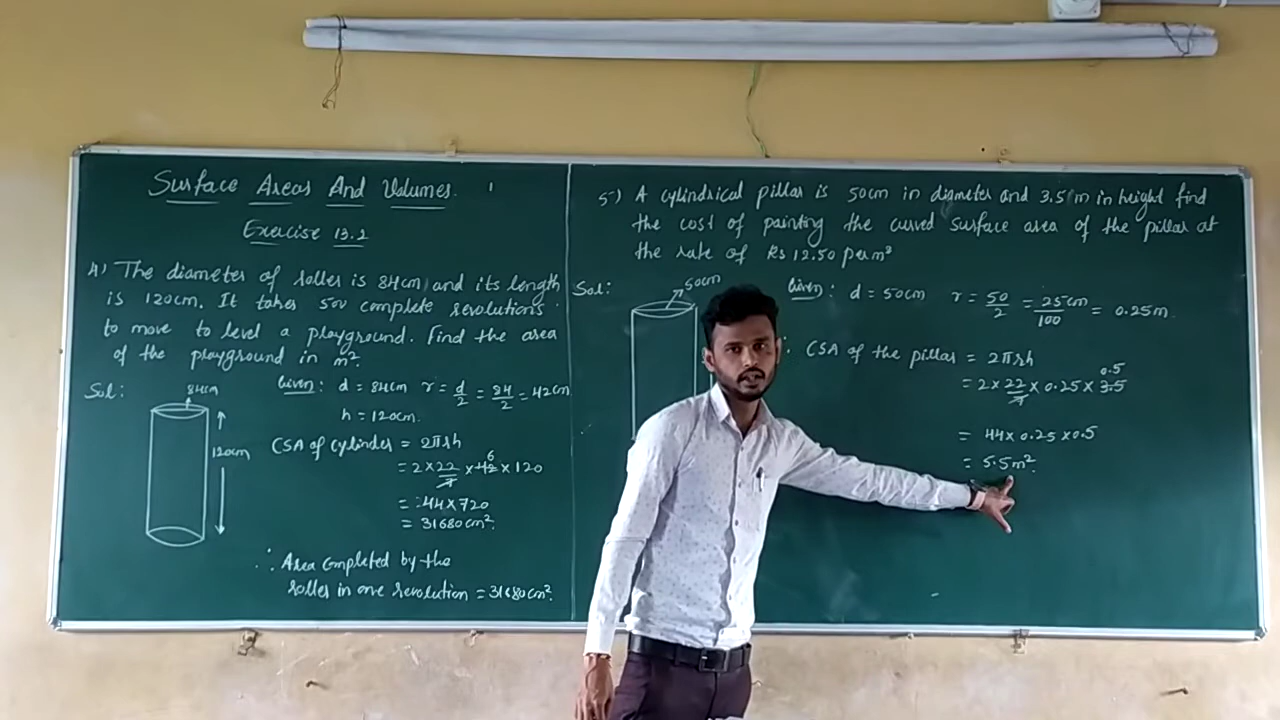 Surface Areas And Volumes.
Exercise 13.2
4) The diameter of roller is 84cm and its length
is 120cm. It takes 500 complete revolutions
to move to level a playground. Find the area
of the playground in m².
Sol:
84cm
120cm
Given: d = 84cm r = d/2 = 84/2 = 42cm
h = 120cm.
CSA of cylinder = 2πrh
= 2 × 22/7 × 42 6 × 120
= 44 × 720
= 31680 cm².
∴ Area completed by the
roller in one revolution = 31680 cm².
5) A cylindrical pillar is 50cm in diameter and 3.5 m in height find
the cost of painting the curved surface area of the pillar at
the rate of Rs 12.50 per m²
Sol:
50cm
Given: d = 50cm r = 50/2 = 25cm/100 = 0.25m.
CSA of the pillar = 2πrh
= 2 × 22/7 × 0.25 × 3.5 0.5
= 44 × 0.25 × 0.5
= 5.5m².